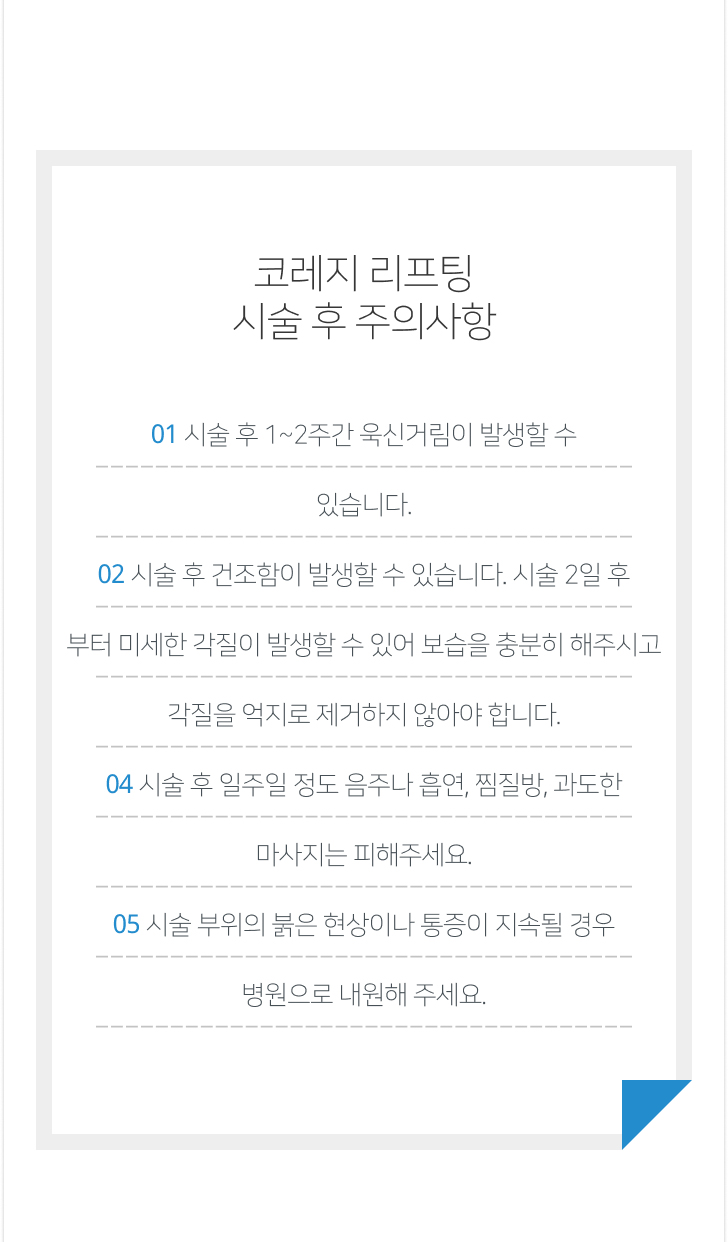 코레지 리프팅
시술 후 주의사항
01 시술 후 1~2주간 욱신거림이 발생할 수
있습니다.
02 시술 후 건조함이 발생할 수 있습니다. 시술 2일 후
부터 미세한 각질이 발생할 수 있어 보습을 충분히 해주시고
각질을 억지로 제거하지 않아야 합니다.
04 시술 후 일주일 정도 음주나 흡연, 찜질방, 과도한
마사지는 피해주세요.
05 시술 부위의 붉은 현상이나 통증이 지속될 경우
병원으로 내원해 주세요.